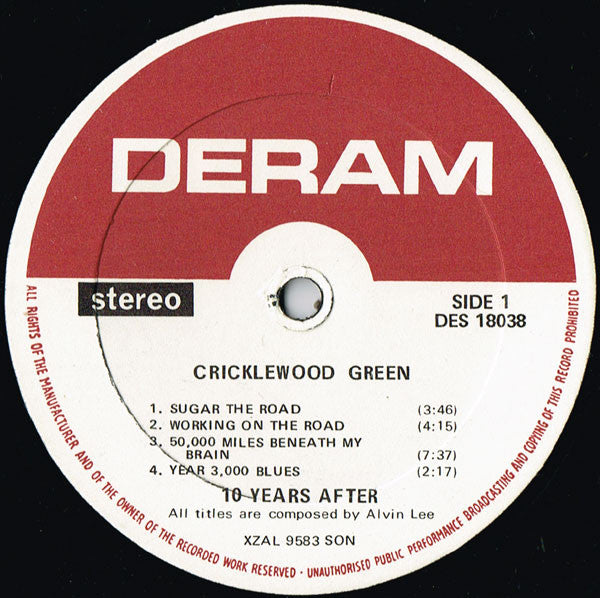 DERAM
stereo
SIDE 1
DES 18038
CRICKLEWOOD GREEN
1. SUGAR THE ROAD (3:46)
2. WORKING ON THE ROAD (4:15)
3. 50,000 MILES BENEATH MY
BRAIN (7:37)
4. YEAR 3,000 BLUES (2:17)
10 YEARS AFTER
All titles are composed by Alvin Lee
XZAL 9583 SON
ALL RIGHTS OF THE MANUFACTURER AND OF THE OWNER OF THE RECORDED WORK RESERVED · UNAUTHORISED PUBLIC PERFORMANCE BROADCASTING AND COPYING OF THIS RECORD PROHIBITED